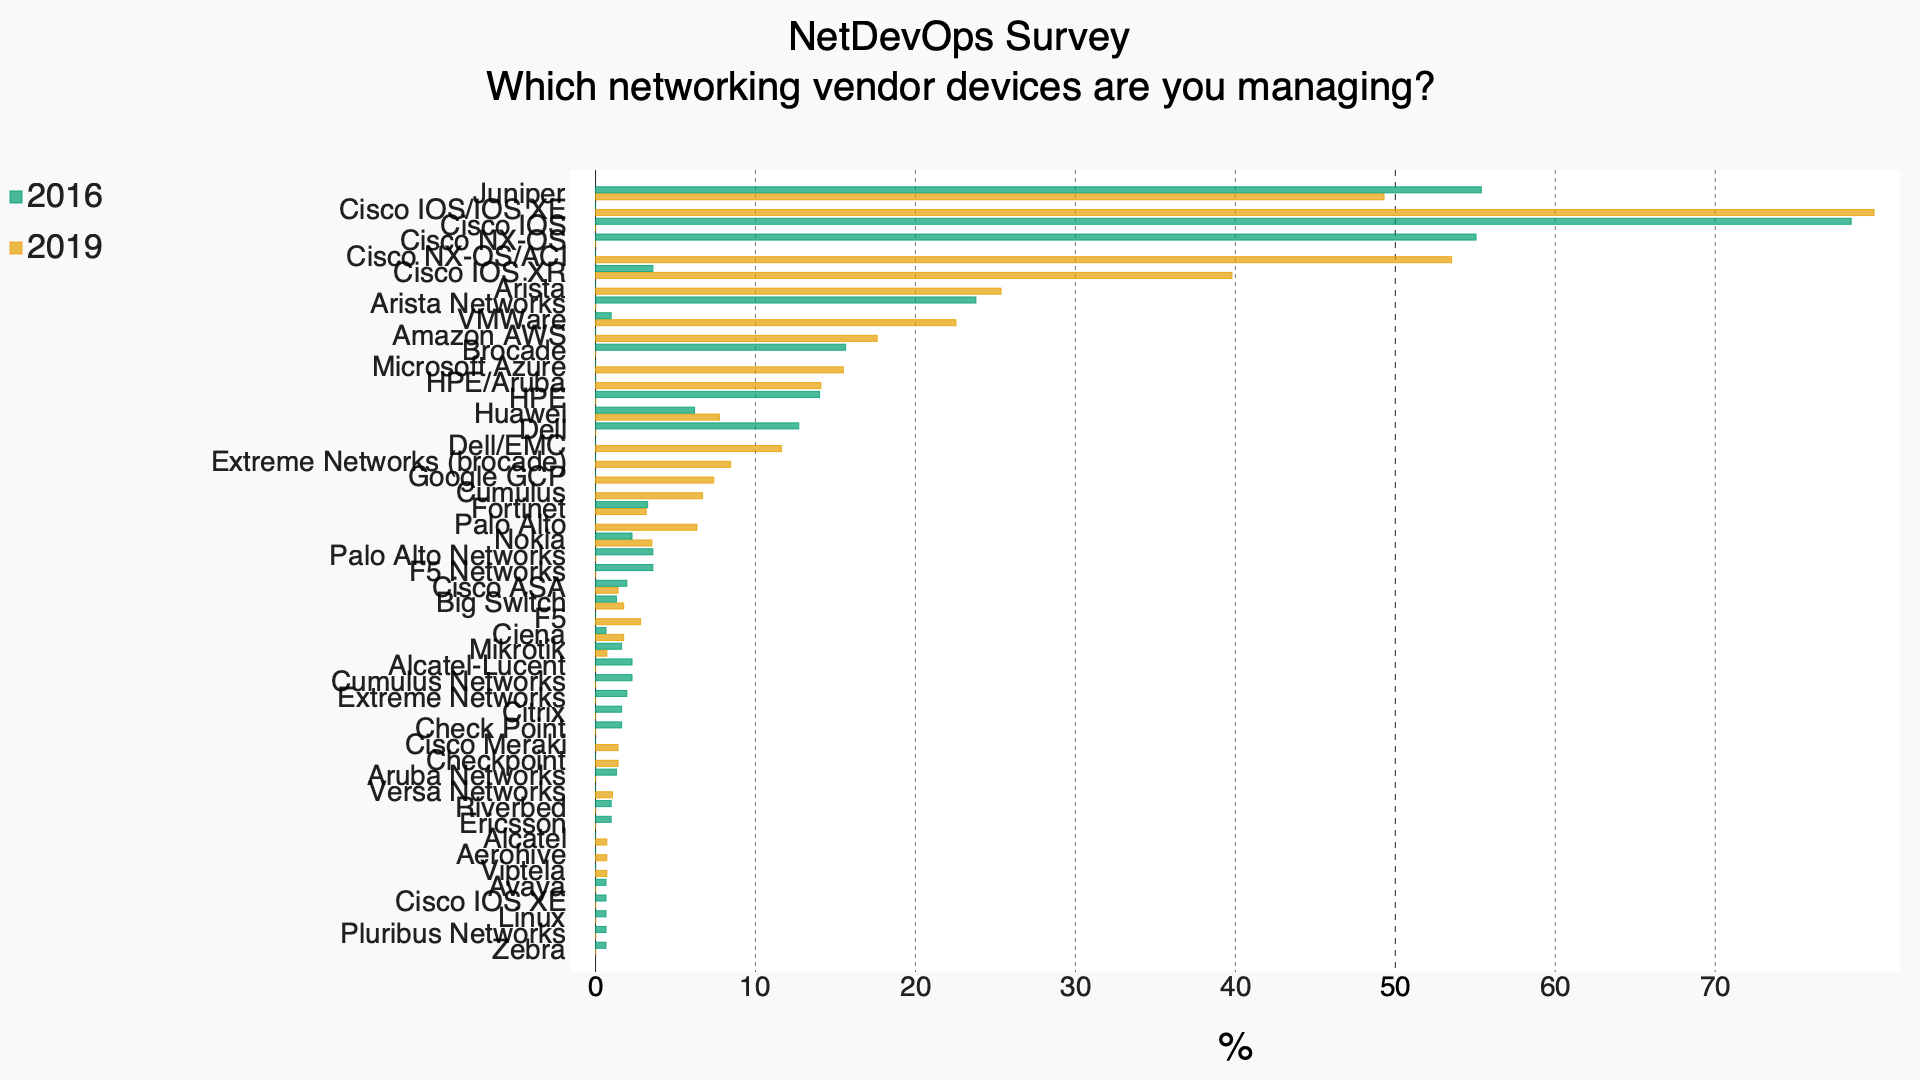 NetDevOps Survey
Which networking vendor devices are you managing?
2016
2019
Juniper
Cisco IOS/IOS XE
Cisco IOS
Cisco NX-OS
Cisco NX-OS/ACI
Cisco IOS XR
Arista
Arista Networks
VMWare
Amazon AWS
Brocade
Microsoft Azure
HPE/Aruba
HPE
Huawei
Dell
Dell/EMC
Extreme Networks (brocade)
Google GCP
Cumulus
Fortinet
Palo Alto
Nokia
Palo Alto Networks
F5 Networks
Cisco ASA
Big Switch
F5
Ciena
Mikrotik
Alcatel-Lucent
Cumulus Networks
Extreme Networks
Citrix
Check Point
Cisco Meraki
Checkpoint
Aruba Networks
Versa Networks
Riverbed
Ericsson
Alcatel
Aerohive
Viptela
Avaya
Cisco IOS XE
Linux
Pluribus Networks
Zebra
0 10 20 30 40 50 60 70
%